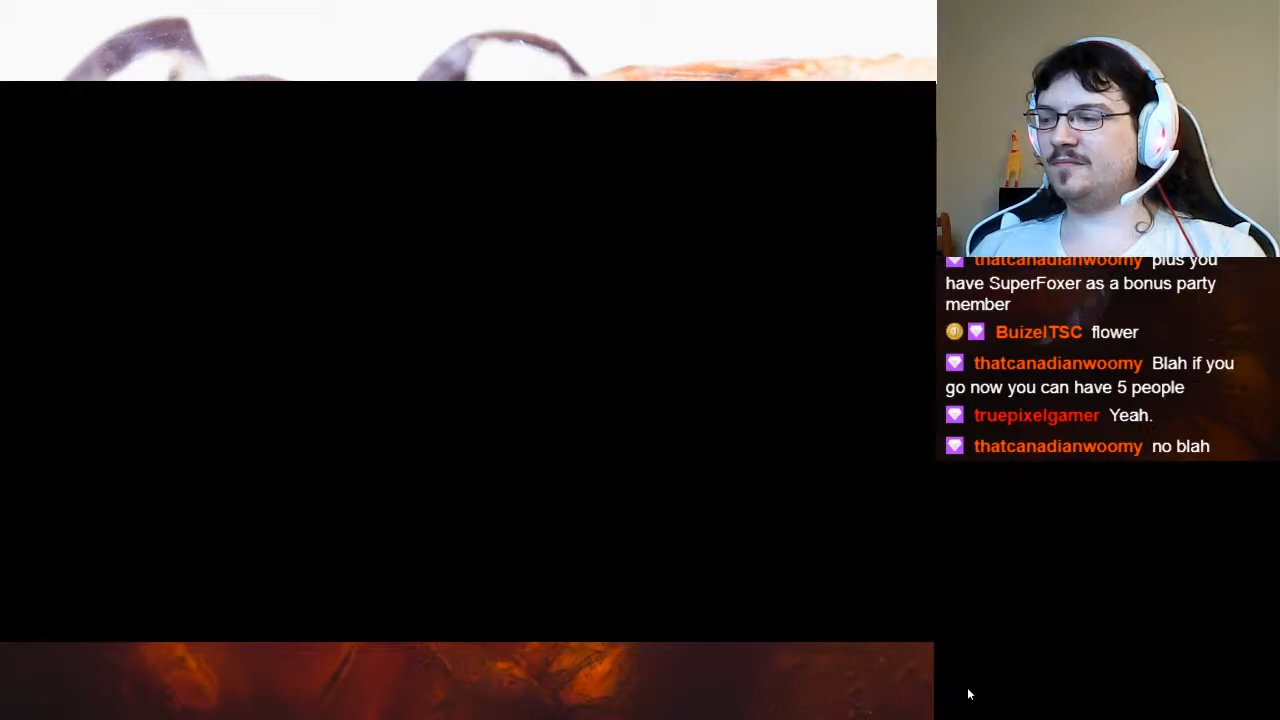 thatcanadianwoomy plus you
have SuperFoxer as a bonus party
member
BuizelTSC flower
thatcanadianwoomy Blah if you
go now you can have 5 people
truepixelgamer Yeah.
thatcanadianwoomy no blah